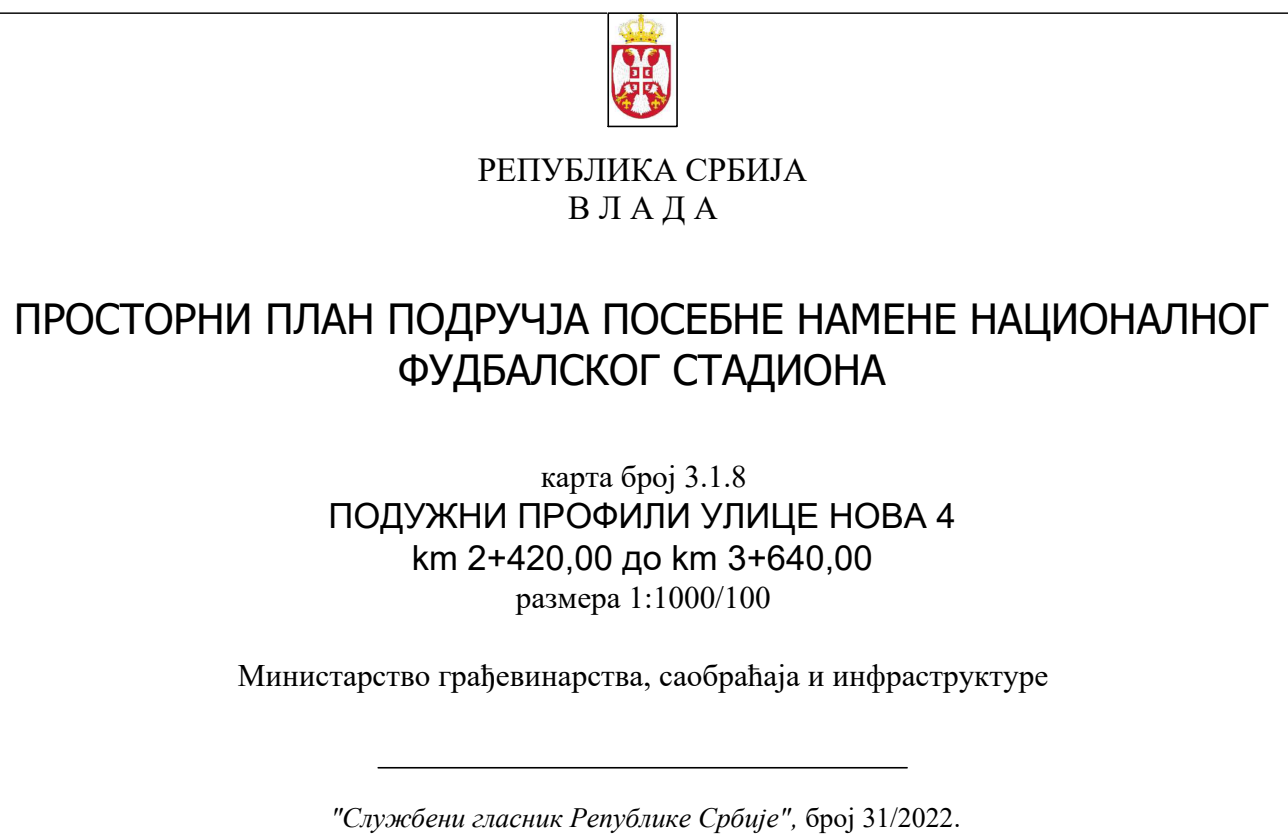 РЕПУБЛИКА СРБИЈА
В Л А Д А
ПРОСТОРНИ ПЛАН ПОДРУЧЈА ПОСЕБНЕ НАМЕНЕ НАЦИОНАЛНОГ
ФУДБАЛСКОГ СТАДИОНА
карта број 3.1.8
ПОДУЖНИ ПРОФИЛИ УЛИЦЕ НОВА 4
km 2+420,00 до km 3+640,00
размера 1:1000/100
Министарство грађевинарства, саобраћаја и инфраструктуре
"Службени гласник Републике Србије", број 31/2022.